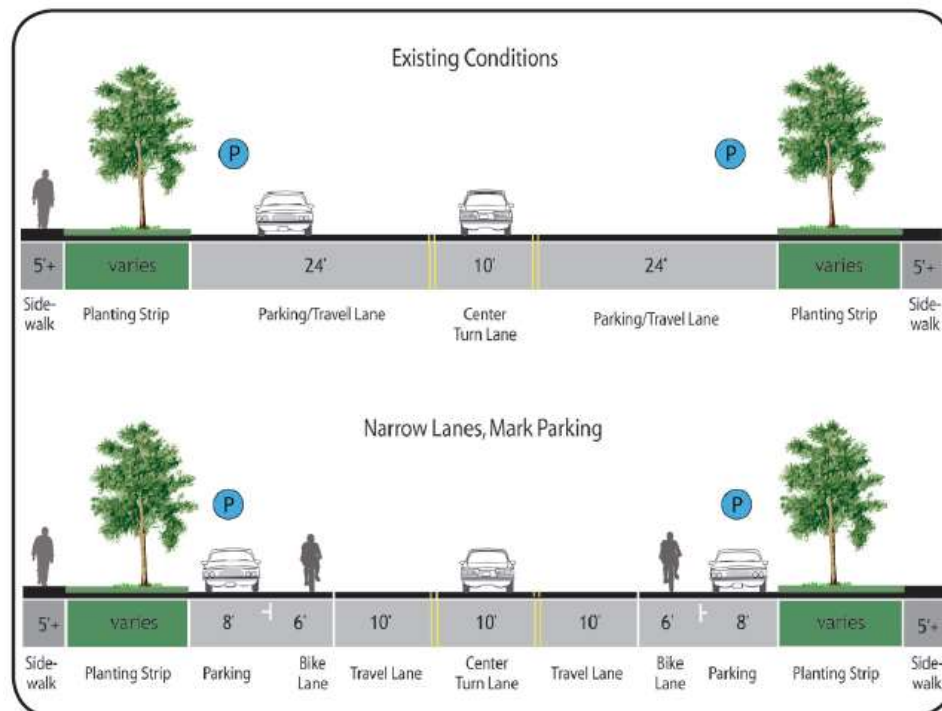 Existing Conditions
P
P
5'+ varies 24' 10' 24' varies 5'+
Side-
walk
Planting Strip
Parking/Travel Lane
Center
Turn Lane
Parking/Travel Lane
Planting Strip
Side-
walk
Narrow Lanes, Mark Parking
P
P
5'+ varies 8' 6' 10' 10' 10' 6' 8' varies 5'+
Side-
walk
Planting Strip
Parking
Bike
Lane
Travel Lane
Center
Turn Lane
Travel Lane
Bike
Lane
Parking
Planting Strip
Side-
walk